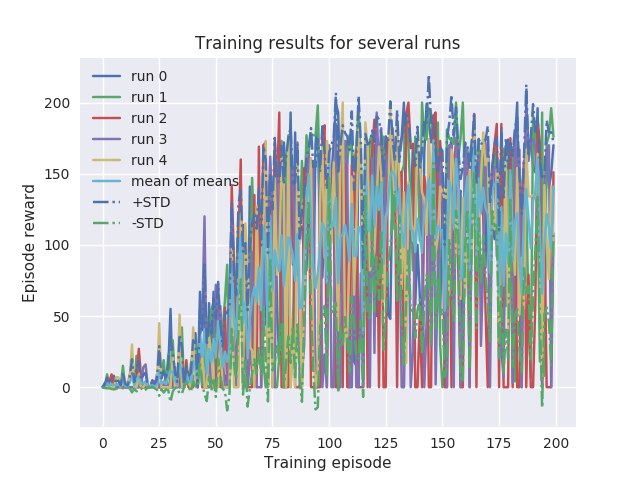 Training results for several runs
run 0
run 1
run 2
run 3
run 4
mean of means
+STD
-STD
200
150
100
50
0
Episode reward
0 25 50 75 100 125 150 175 200
Training episode